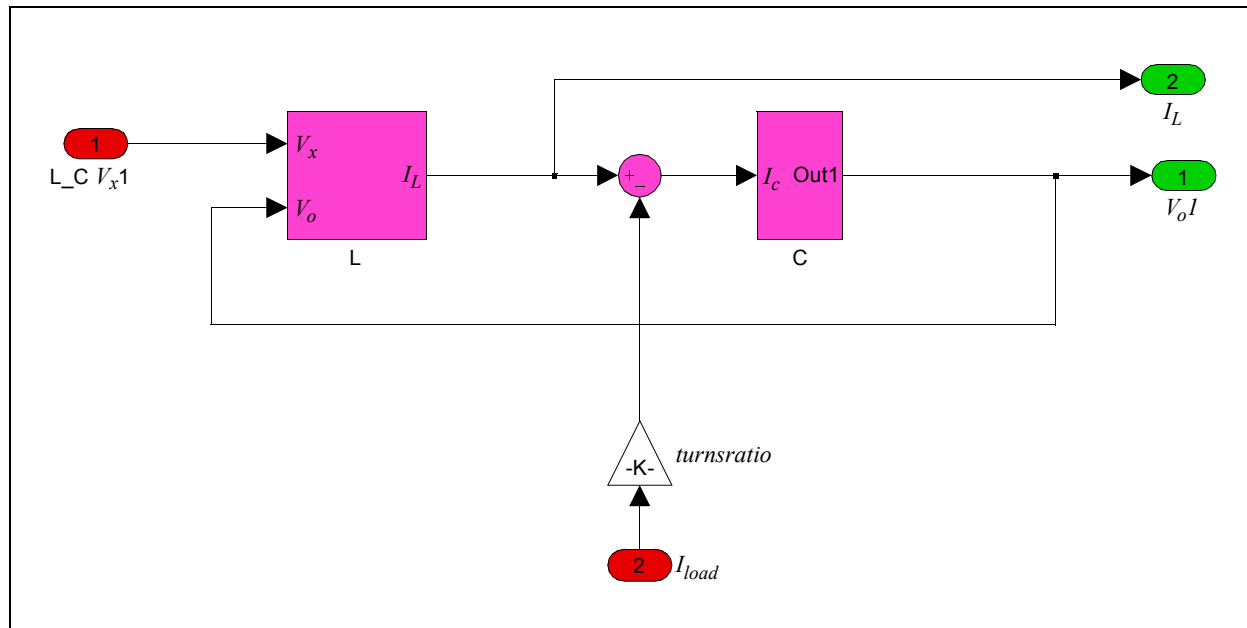 2
I_L
1
L_C V_x1
V_x
I_L
V_o
L
+
_
I_c
Out1
C
1
V_o1
-K-
turnsratio
2
I_load